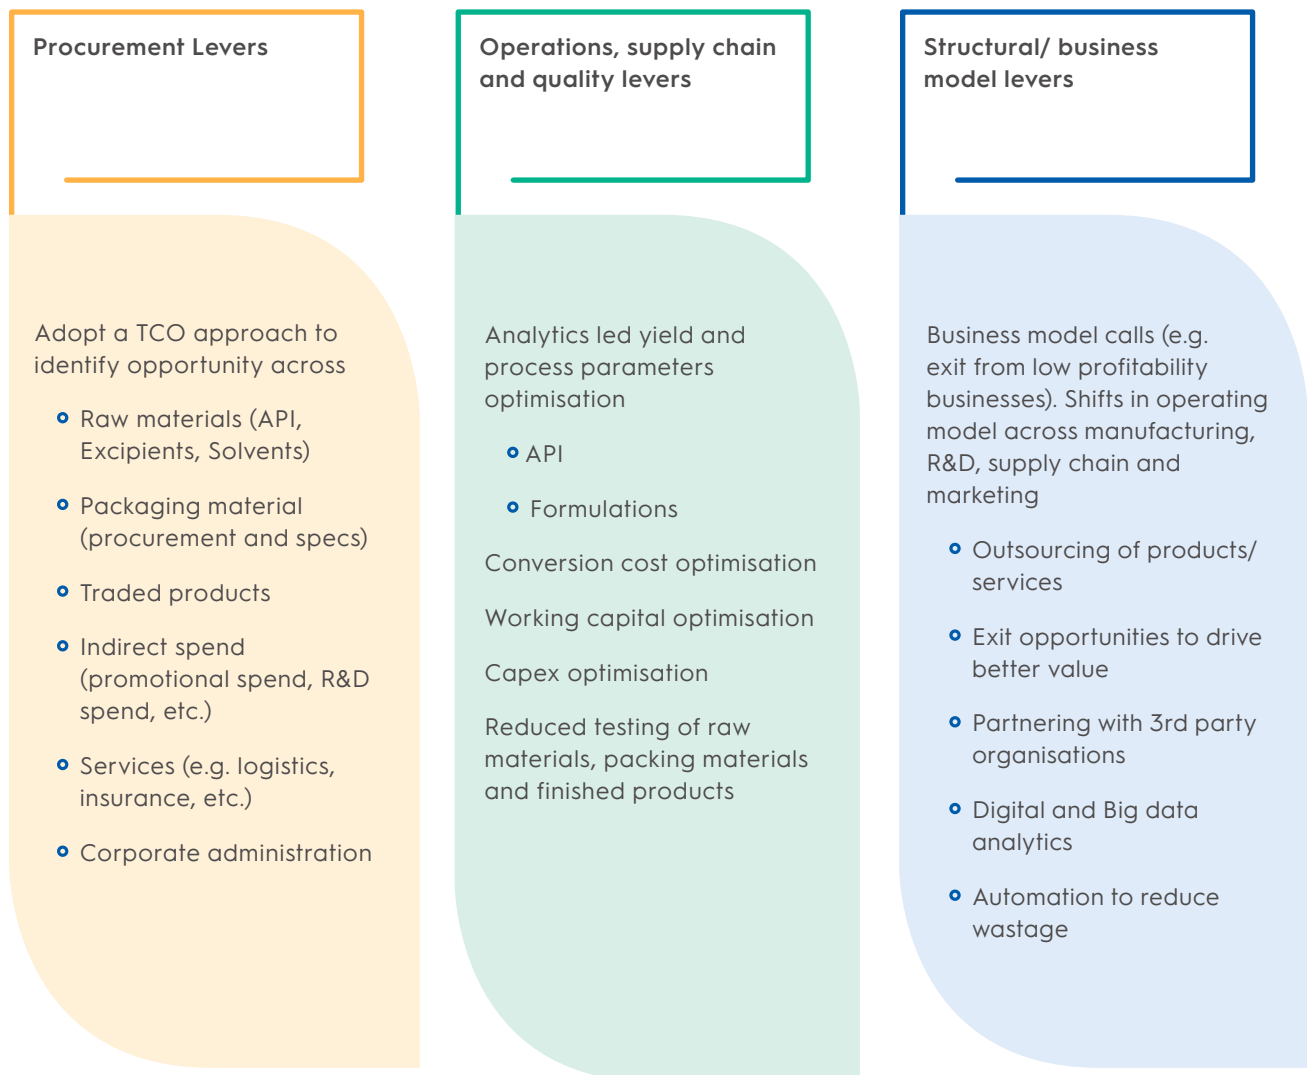 Procurement Levers
Adopt a TCO approach to
identify opportunity across
Raw materials (API,
Excipients, Solvents)
Packaging material
(procurement and specs)
Traded products
Indirect spend
(promotional spend, R&D
spend, etc.)
Services (e.g. logistics,
insurance, etc.)
Corporate administration
Operations, supply chain
and quality levers
Analytics led yield and
process parameters
optimisation
API
Formulations
Conversion cost optimisation
Working capital optimisation
Capex optimisation
Reduced testing of raw
materials, packing materials
and finished products
Structural/ business
model levers
Business model calls (e.g.
exit from low profitability
businesses). Shifts in operating
model across manufacturing,
R&D, supply chain and
marketing
Outsourcing of products/
services
Exit opportunities to drive
better value
Partnering with 3rd party
organisations
Digital and Big data
analytics
Automation to reduce
wastage